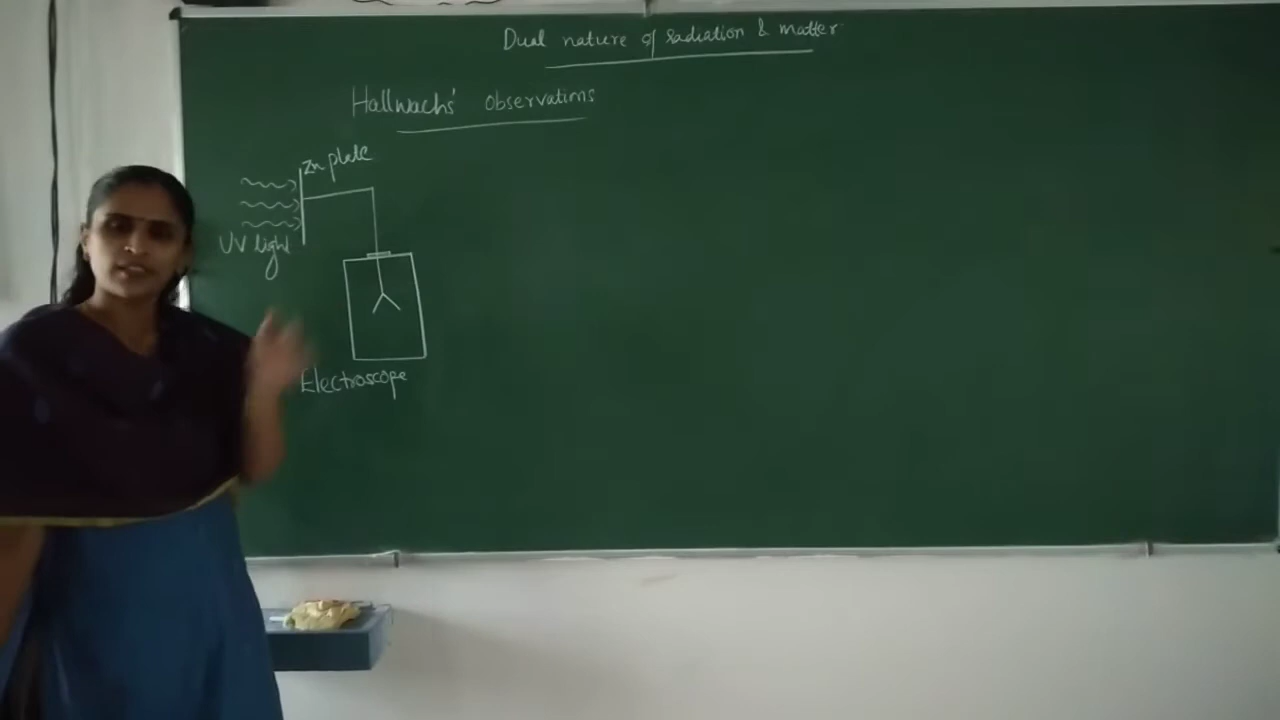 Dual nature of radiation & matter
Hallwachs' observations
Zn plate
UV light
Electroscope